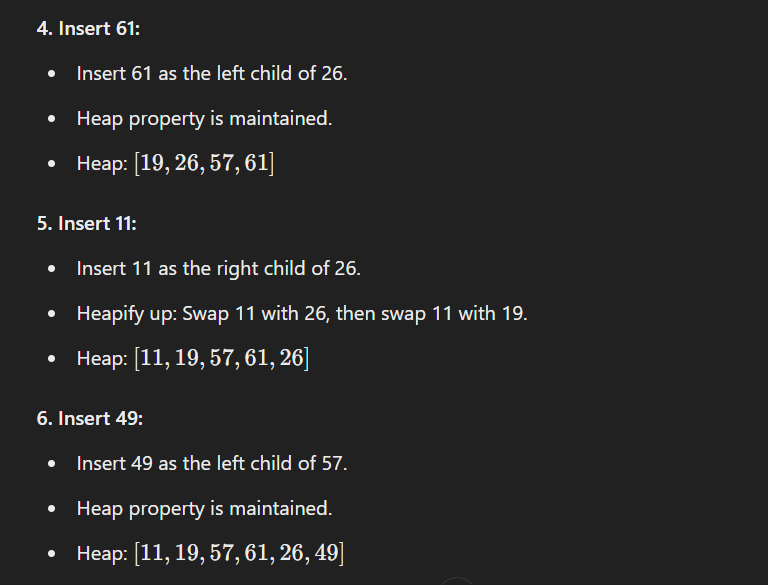 4. Insert 61:
• Insert 61 as the left child of 26.
• Heap property is maintained.
• Heap: [19, 26, 57, 61]
5. Insert 11:
• Insert 11 as the right child of 26.
• Heapify up: Swap 11 with 26, then swap 11 with 19.
• Heap: [11, 19, 57, 61, 26]
6. Insert 49:
• Insert 49 as the left child of 57.
• Heap property is maintained.
• Heap: [11, 19, 57, 61, 26, 49]